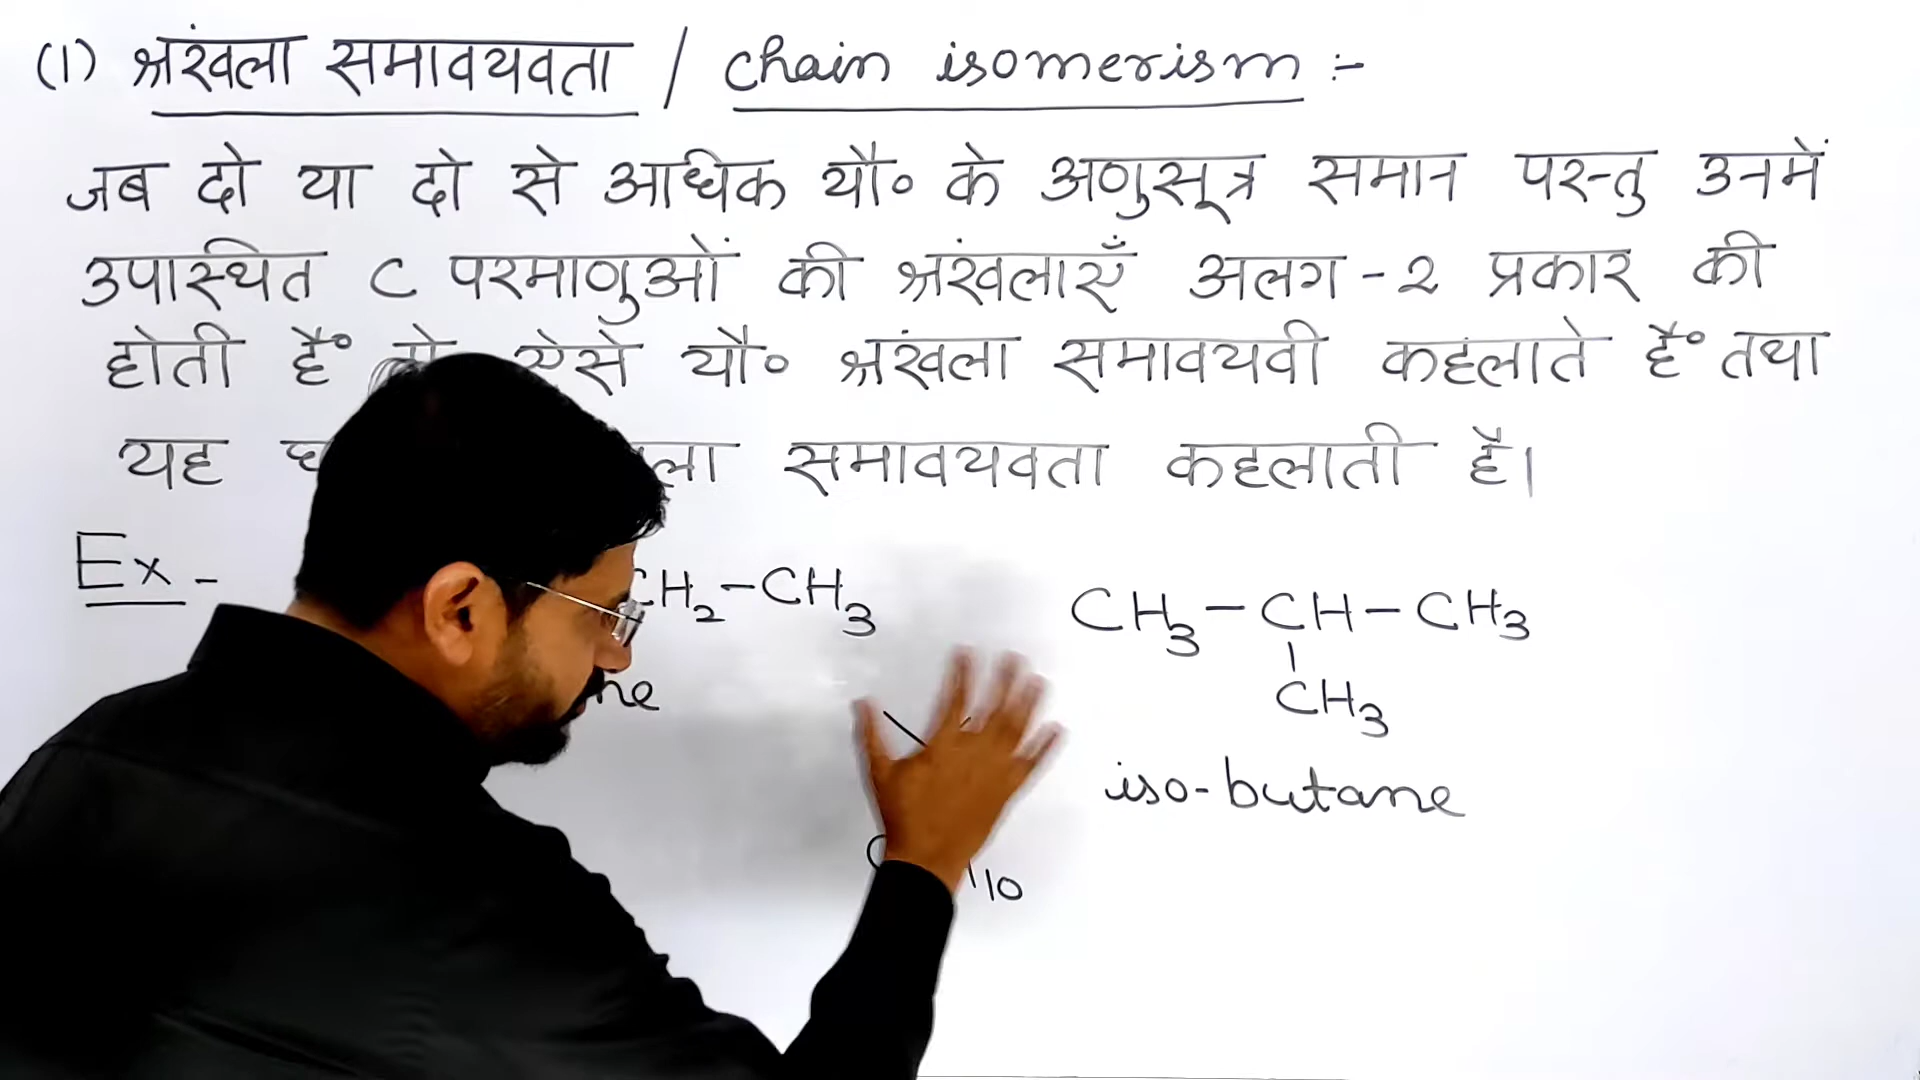 (1) श्रृंखला समावयवता / chain isomerism :-
जब दो या दो से अधिक यौ० के अणुसूत्र समान परन्तु उनमें
उपस्थित C परमाणुओं की श्रृंखलाएँ अलग-2 प्रकार की
होती हैं ऐसे यौ० श्रृंखला समावयवी कहलाते हैं तथा
यह समावयवता कहलाती है।
Ex - CH₂-CH₃
CH₃-CH-CH₃
CH₃
iso-butane
10